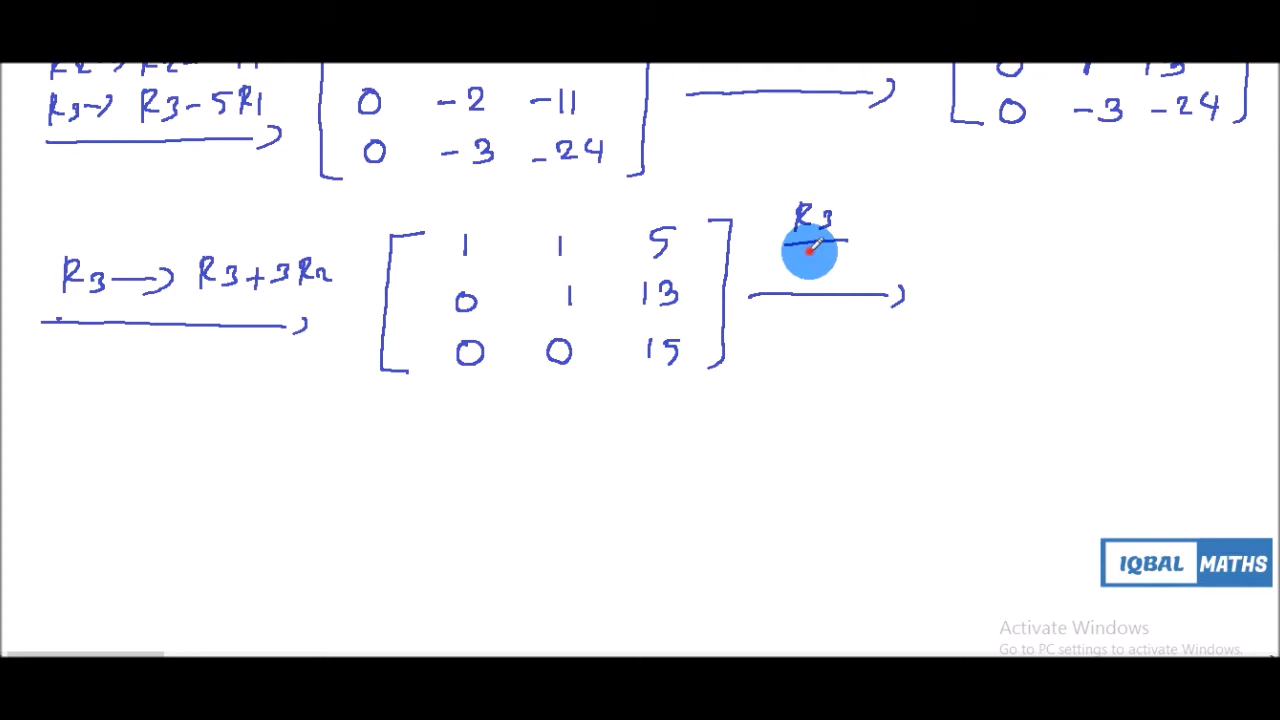 R3 → R3 - 5R1
0 -2 -11
0 -3 -24
0 -3 -24
R3 → R3 + 3R2
1 1 5
0 1 13
0 0 15
R3
IQBAL MATHS
Activate Windows
Go to PC settings to activate Windows.